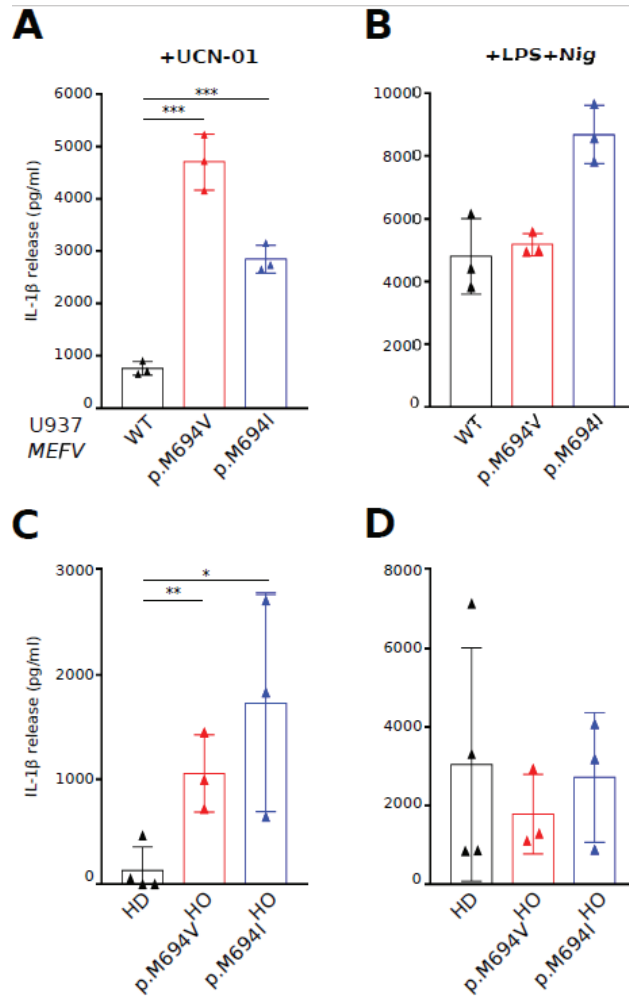 A
B
+UCN-01
+LPS+Nig
IL-1β release (pg/ml)
6000
5000
4000
3000
2000
1000
0
***
***
10000
8000
6000
4000
2000
0
U937
MEFV
WT
p.M694V
p.M694I
WT
p.M694V
p.M694I
C
D
IL-1β release (pg/ml)
3000
2000
1000
0
*
**
8000
6000
4000
2000
0
HD
p.M694V HO
p.M694I HO
HD
p.M694V HO
p.M694I HO